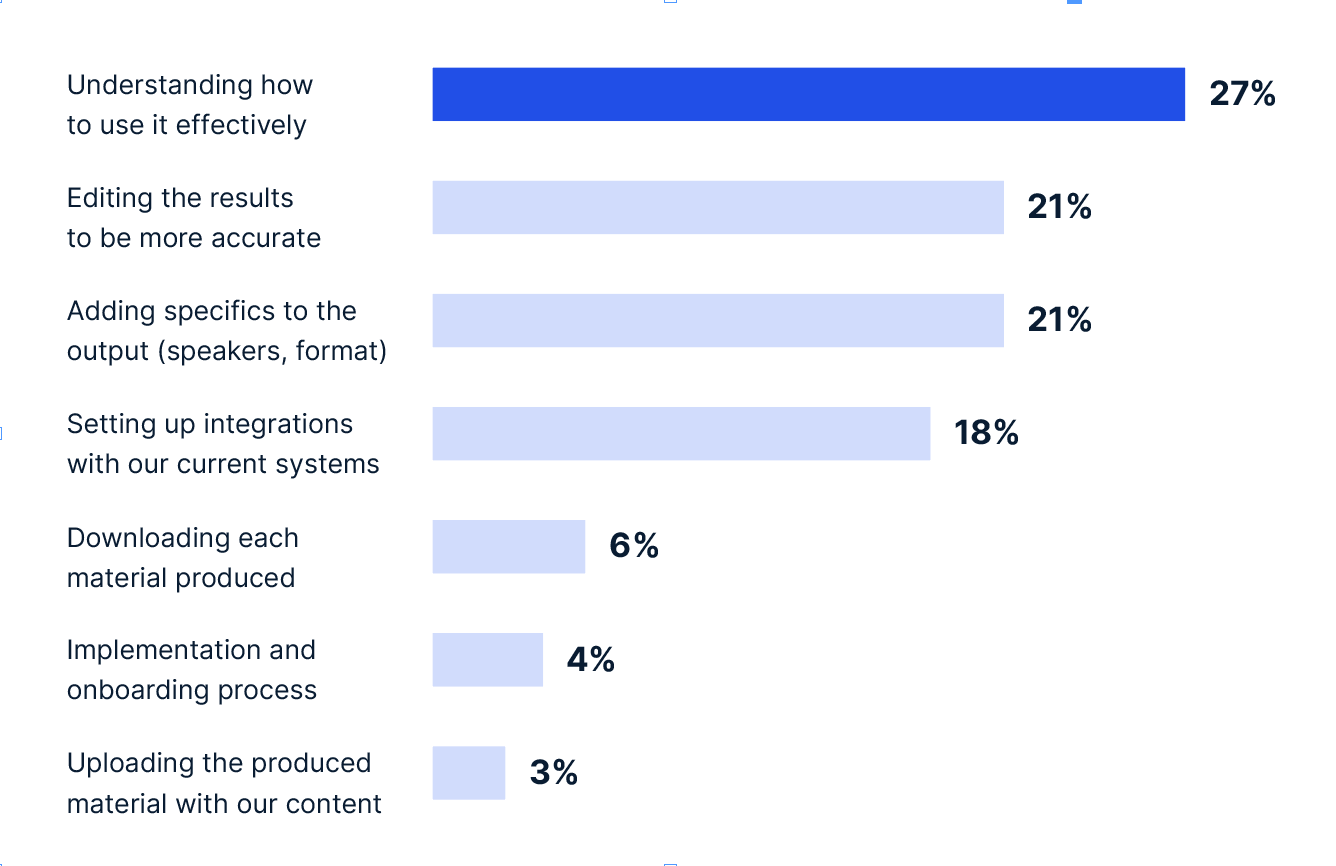 Understanding how
to use it effectively
27%
Editing the results
to be more accurate
21%
Adding specifics to the
output (speakers, format)
21%
Setting up integrations
with our current systems
18%
Downloading each
material produced
6%
Implementation and
onboarding process
4%
Uploading the produced
material with our content
3%